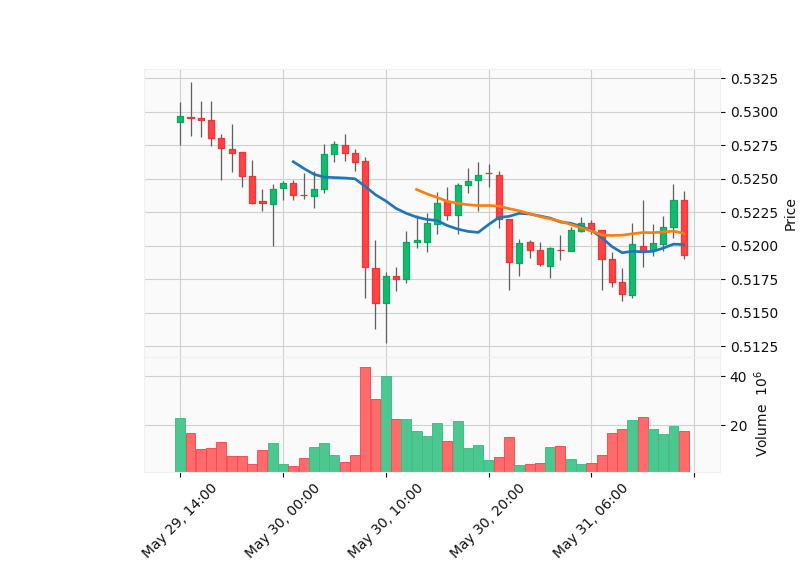 0.5325
0.5300
0.5275
0.5250
0.5225
0.5200
0.5175
0.5150
0.5125
Price
40
20
Volume 10⁶
May 29, 14:00
May 30, 00:00
May 30, 10:00
May 30, 20:00
May 31, 06:00